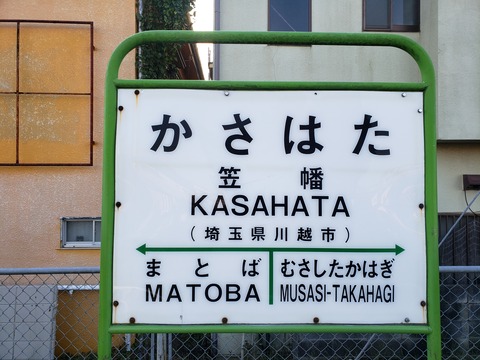 かさはた
笠幡
KASAHATA
(埼玉県川越市)
まとば むさしたかはぎ
MATOBA MUSASI-TAKAHAGI